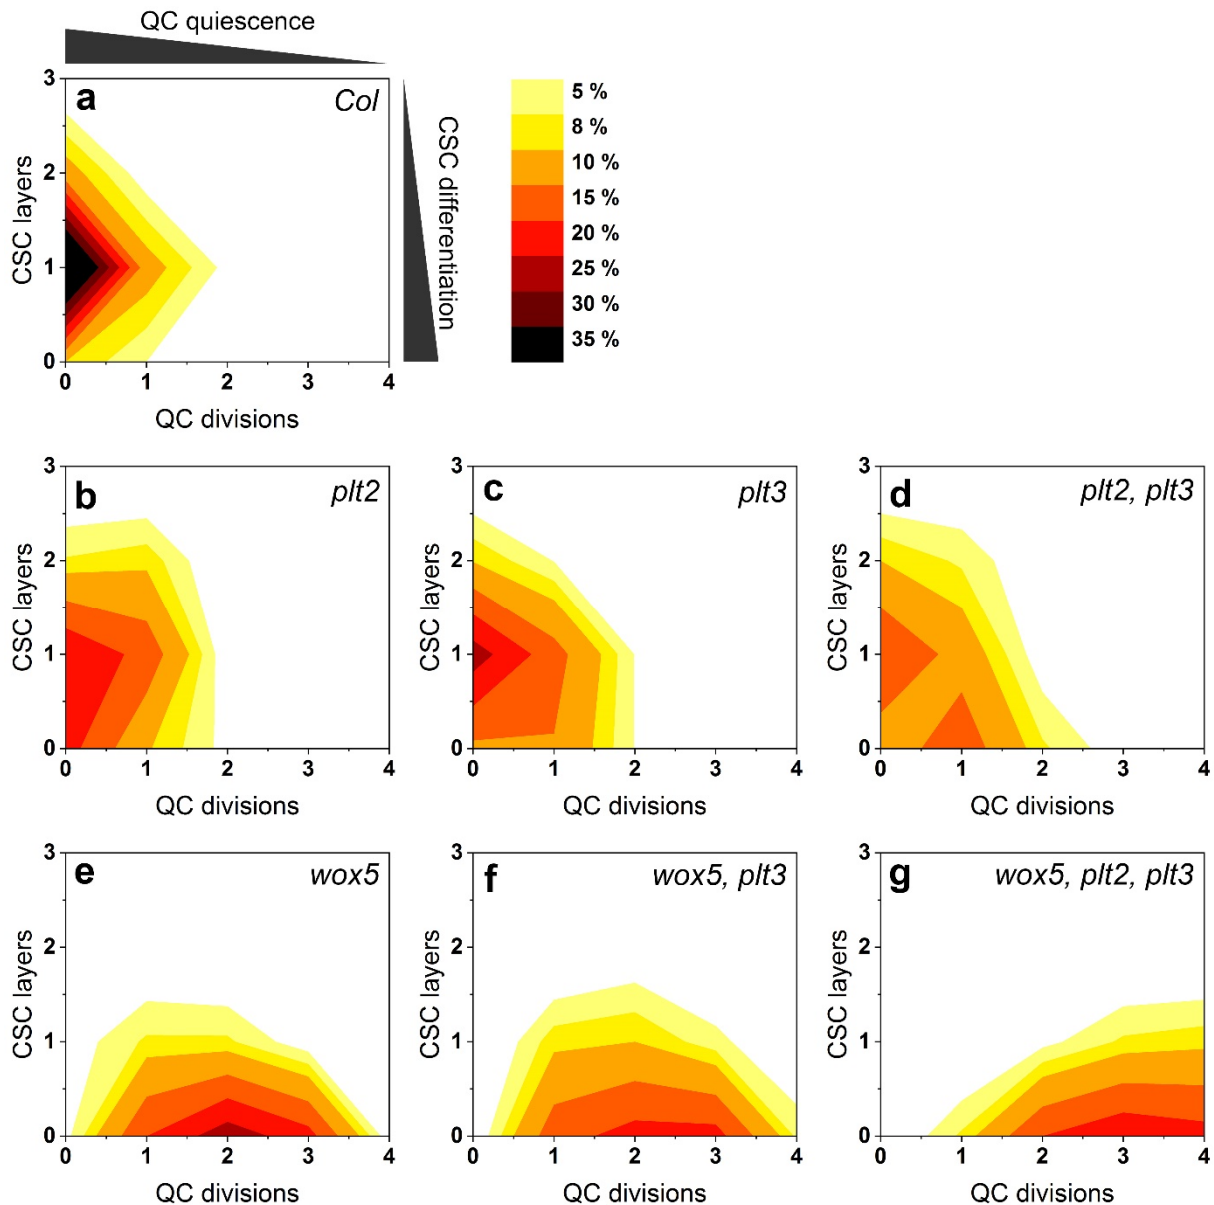 QC quiescence
a
Col
3
2
1
0
CSC layers
0 1 2 3 4
QC divisions
CSC differentiation
5 %
8 %
10 %
15 %
20 %
25 %
30 %
35 %
b
plt2
3
2
1
0
CSC layers
0 1 2 3 4
QC divisions
c
plt3
3
2
1
0
CSC layers
0 1 2 3 4
QC divisions
d
plt2, plt3
3
2
1
0
CSC layers
0 1 2 3 4
QC divisions
e
wox5
3
2
1
0
CSC layers
0 1 2 3 4
QC divisions
f
wox5, plt3
3
2
1
0
CSC layers
0 1 2 3 4
QC divisions
g
wox5, plt2, plt3
3
2
1
0
CSC layers
0 1 2 3 4
QC divisions